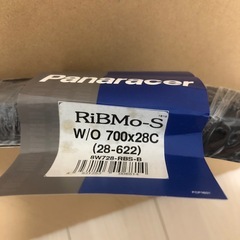 Panaracer
RiBMo-S
W/O 700x28C
(28-622)
8W728-RBS-B